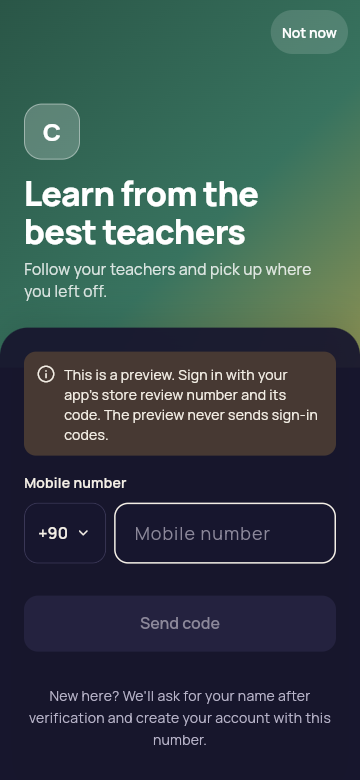 Not now
C
Learn from the
best teachers
Follow your teachers and pick up where
you left off.
This is a preview. Sign in with your
app's store review number and its
code. The preview never sends sign-in
codes.
Mobile number
+90
Mobile number
Send code
New here? We'll ask for your name after
verification and create your account with this
number.